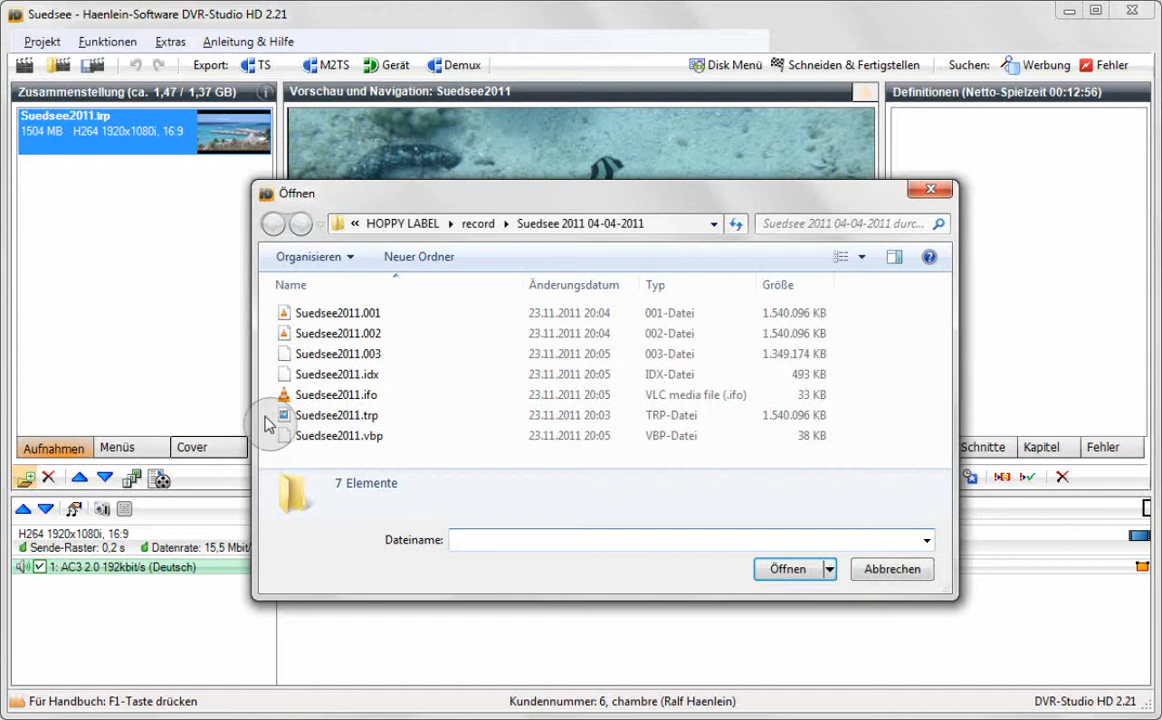 Suedsee - Haenlein-Software DVR-Studio HD 2.21
Projekt Funktionen Extras Anleitung & Hilfe
Export: TS M2TS Gerät Demux Disk Menü Schneiden & Fertigstellen Suchen: Werbung Fehler
Zusammenstellung (ca. 1,47 / 1,37 GB) Vorschau und Navigation: Suedsee2011 Definitionen (Netto-Spielzeit 00:12:56)
Suedsee2011.trp
1504 MB H264 1920x1080i, 16:9
Öffnen
« HOPPY LABEL record Suedsee 2011 04-04-2011 Suedsee 2011 04-04-2011 durc...
Organisieren Neuer Ordner
Name Änderungsdatum Typ Größe
Suedsee2011.001 23.11.2011 20:04 001-Datei 1.540.096 KB
Suedsee2011.002 23.11.2011 20:04 002-Datei 1.540.096 KB
Suedsee2011.003 23.11.2011 20:05 003-Datei 1.349.174 KB
Suedsee2011.idx 23.11.2011 20:05 IDX-Datei 493 KB
Suedsee2011.ifo 23.11.2011 20:05 VLC media file (.ifo) 33 KB
Suedsee2011.trp 23.11.2011 20:03 TRP-Datei 1.540.096 KB
Suedsee2011.vbp 23.11.2011 20:05 VBP-Datei 38 KB
Aufnahmen Menüs Cover Schnitte Kapitel Fehler
7 Elemente
Dateiname:
Öffnen Abbrechen
H264 1920x1080i, 16:9
Sende-Raster: 0,2 s Datenrate: 15,5 Mbit/
1: AC3 2.0 192kbit/s (Deutsch)
Für Handbuch: F1-Taste drücken Kundennummer: 6, chambre (Ralf Haenlein) DVR-Studio HD 2.21